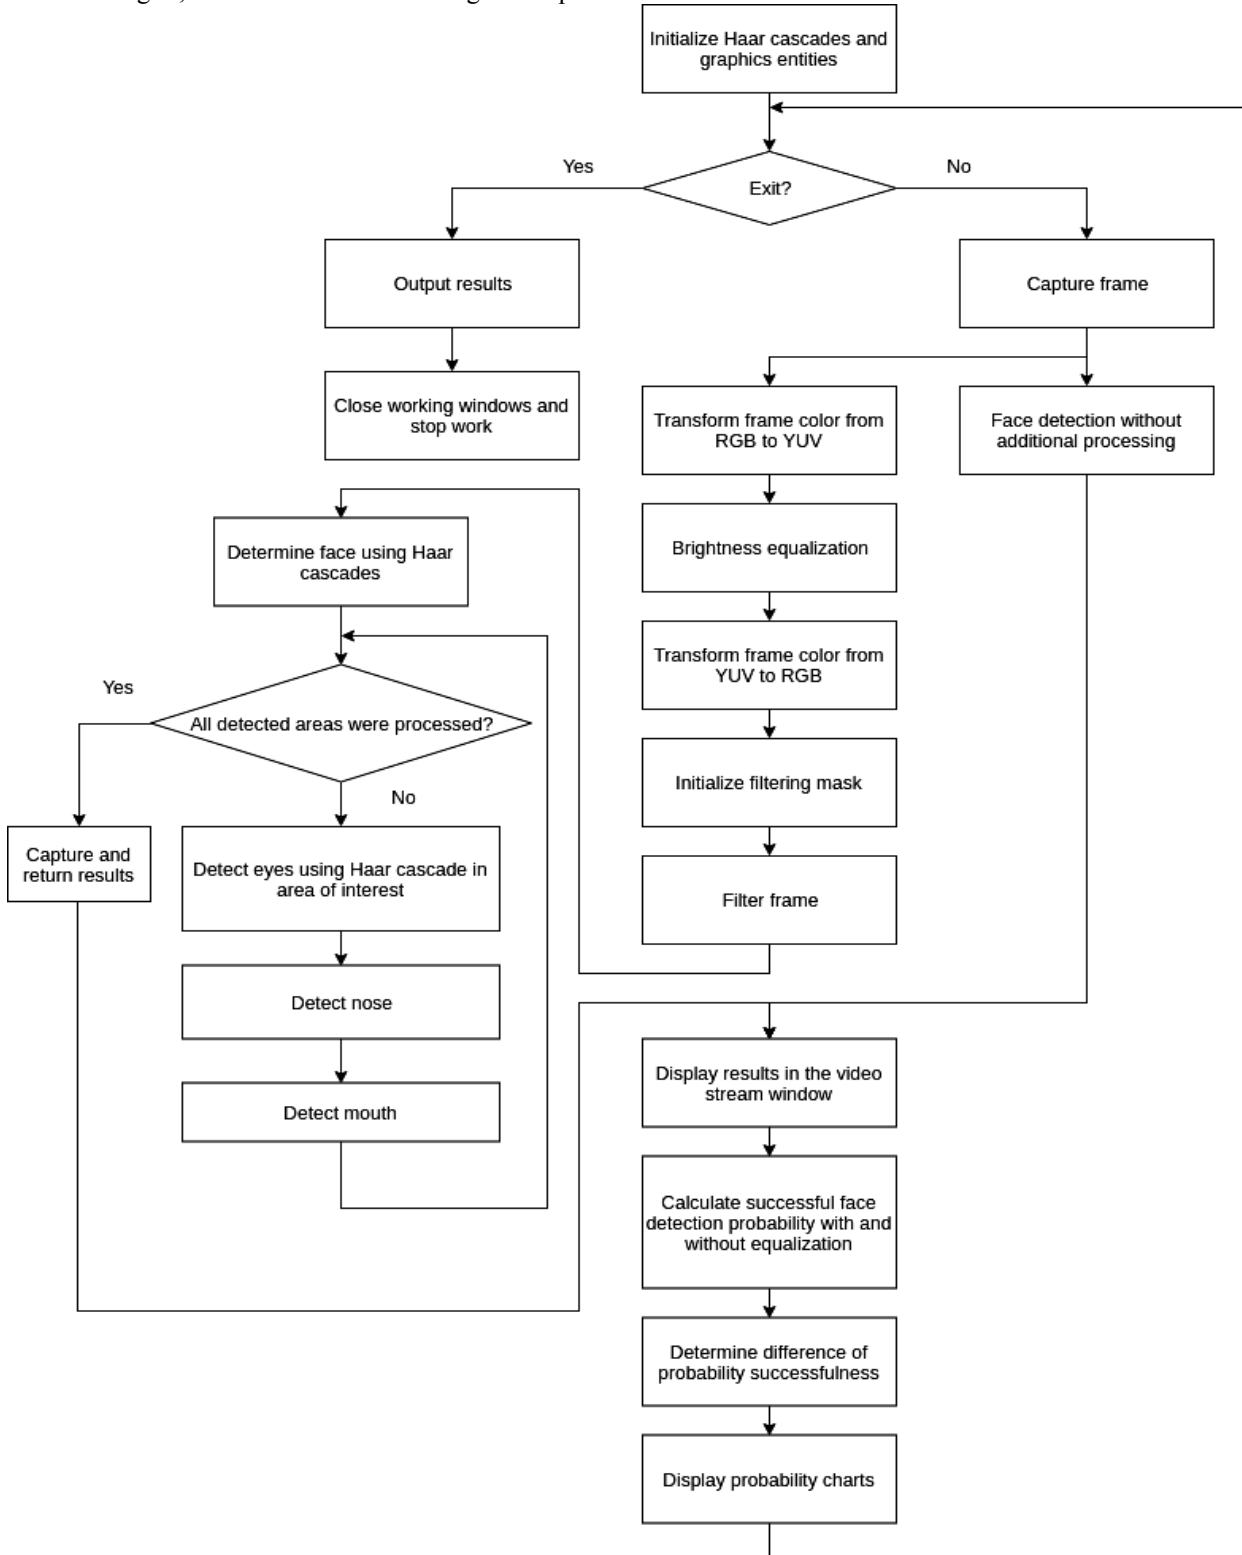 Initialize Haar cascades and
graphics entities
Yes
No
Exit?
Output results
Capture frame
Close working windows and
stop work
Transform frame color from
RGB to YUV
Face detection without
additional processing
Determine face using Haar
cascades
Brightness equalization
Transform frame color from
YUV to RGB
Yes
All detected areas were processed?
No
Initialize filtering mask
Capture and
return results
Detect eyes using Haar cascade in
area of interest
Filter frame
Detect nose
Detect mouth
Display results in the video
stream window
Calculate successful face
detection probability with and
without equalization
Determine difference of
probability successfulness
Display probability charts